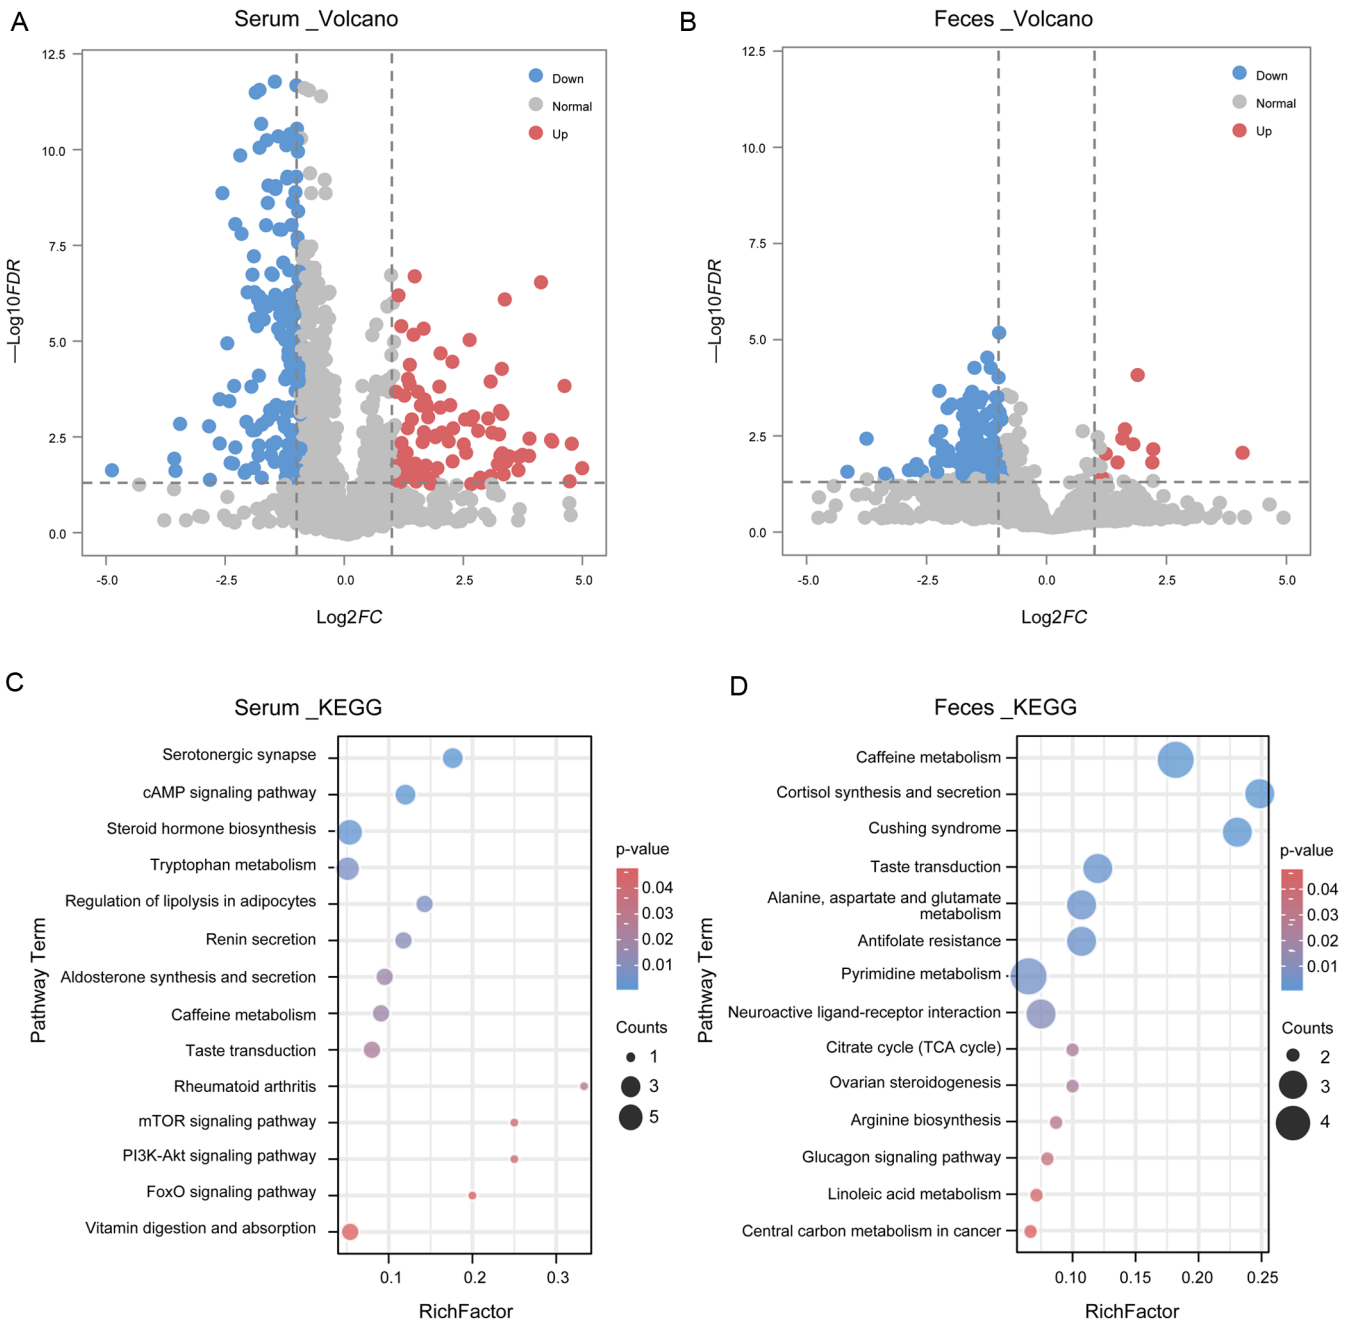 A
Serum _Volcano
12.5
10.0
7.5
5.0
2.5
0.0
—Log10FDR
Down
Normal
Up
-5.0
-2.5
0.0
2.5
5.0
Log2FC
B
Feces _Volcano
12.5
10.0
7.5
5.0
2.5
0.0
—Log10FDR
Down
Normal
Up
-5.0
-2.5
0.0
2.5
5.0
Log2FC
C
Serum _KEGG
Pathway Term
Serotonergic synapse
cAMP signaling pathway
Steroid hormone biosynthesis
Tryptophan metabolism
Regulation of lipolysis in adipocytes
Renin secretion
Aldosterone synthesis and secretion
Caffeine metabolism
Taste transduction
Rheumatoid arthritis
mTOR signaling pathway
PI3K-Akt signaling pathway
FoxO signaling pathway
Vitamin digestion and absorption
0.1
0.2
0.3
RichFactor
p-value
0.04
0.03
0.02
0.01
Counts
1
3
5
D
Feces _KEGG
Pathway Term
Caffeine metabolism
Cortisol synthesis and secretion
Cushing syndrome
Taste transduction
Alanine, aspartate and glutamate
metabolism
Antifolate resistance
Pyrimidine metabolism
Neuroactive ligand-receptor interaction
Citrate cycle (TCA cycle)
Ovarian steroidogenesis
Arginine biosynthesis
Glucagon signaling pathway
Linoleic acid metabolism
Central carbon metabolism in cancer
0.10
0.15
0.20
0.25
RichFactor
p-value
0.04
0.03
0.02
0.01
Counts
2
3
4